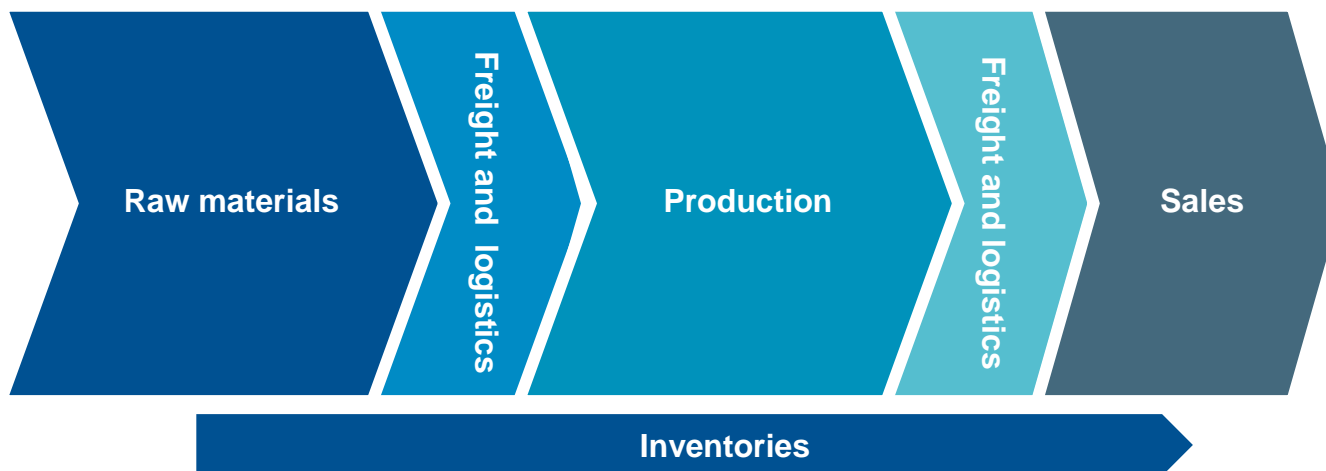 Raw materials
Freight and logistics
Production
Freight and logistics
Sales
Inventories